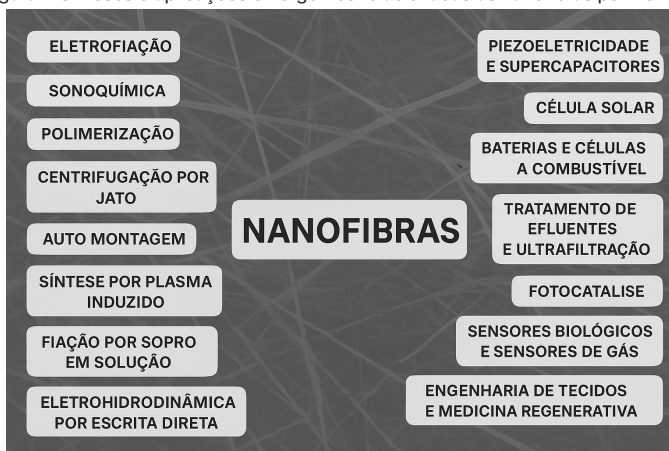 ELETROFIAÇÃO
SONOQUÍMICA
POLIMERIZAÇÃO
CENTRIFUGAÇÃO POR
JATO
AUTO MONTAGEM
SÍNTESE POR PLASMA
INDUZIDO
FIAÇÃO POR SOPRO
EM SOLUÇÃO
ELETROHIDRODINÂMICA
POR ESCRITA DIRETA
NANOFIBRAS
PIEZOELETRICIDADE
E SUPERCAPACITORES
CÉLULA SOLAR
BATERIAS E CÉLULAS
A COMBUSTÍVEL
TRATAMENTO DE
EFLUENTES
E ULTRAFILTRAÇÃO
FOTOCATALISE
SENSORES BIOLÓGICOS
E SENSORES DE GÁS
ENGENHARIA DE TECIDOS
E MEDICINA REGENERATIVA